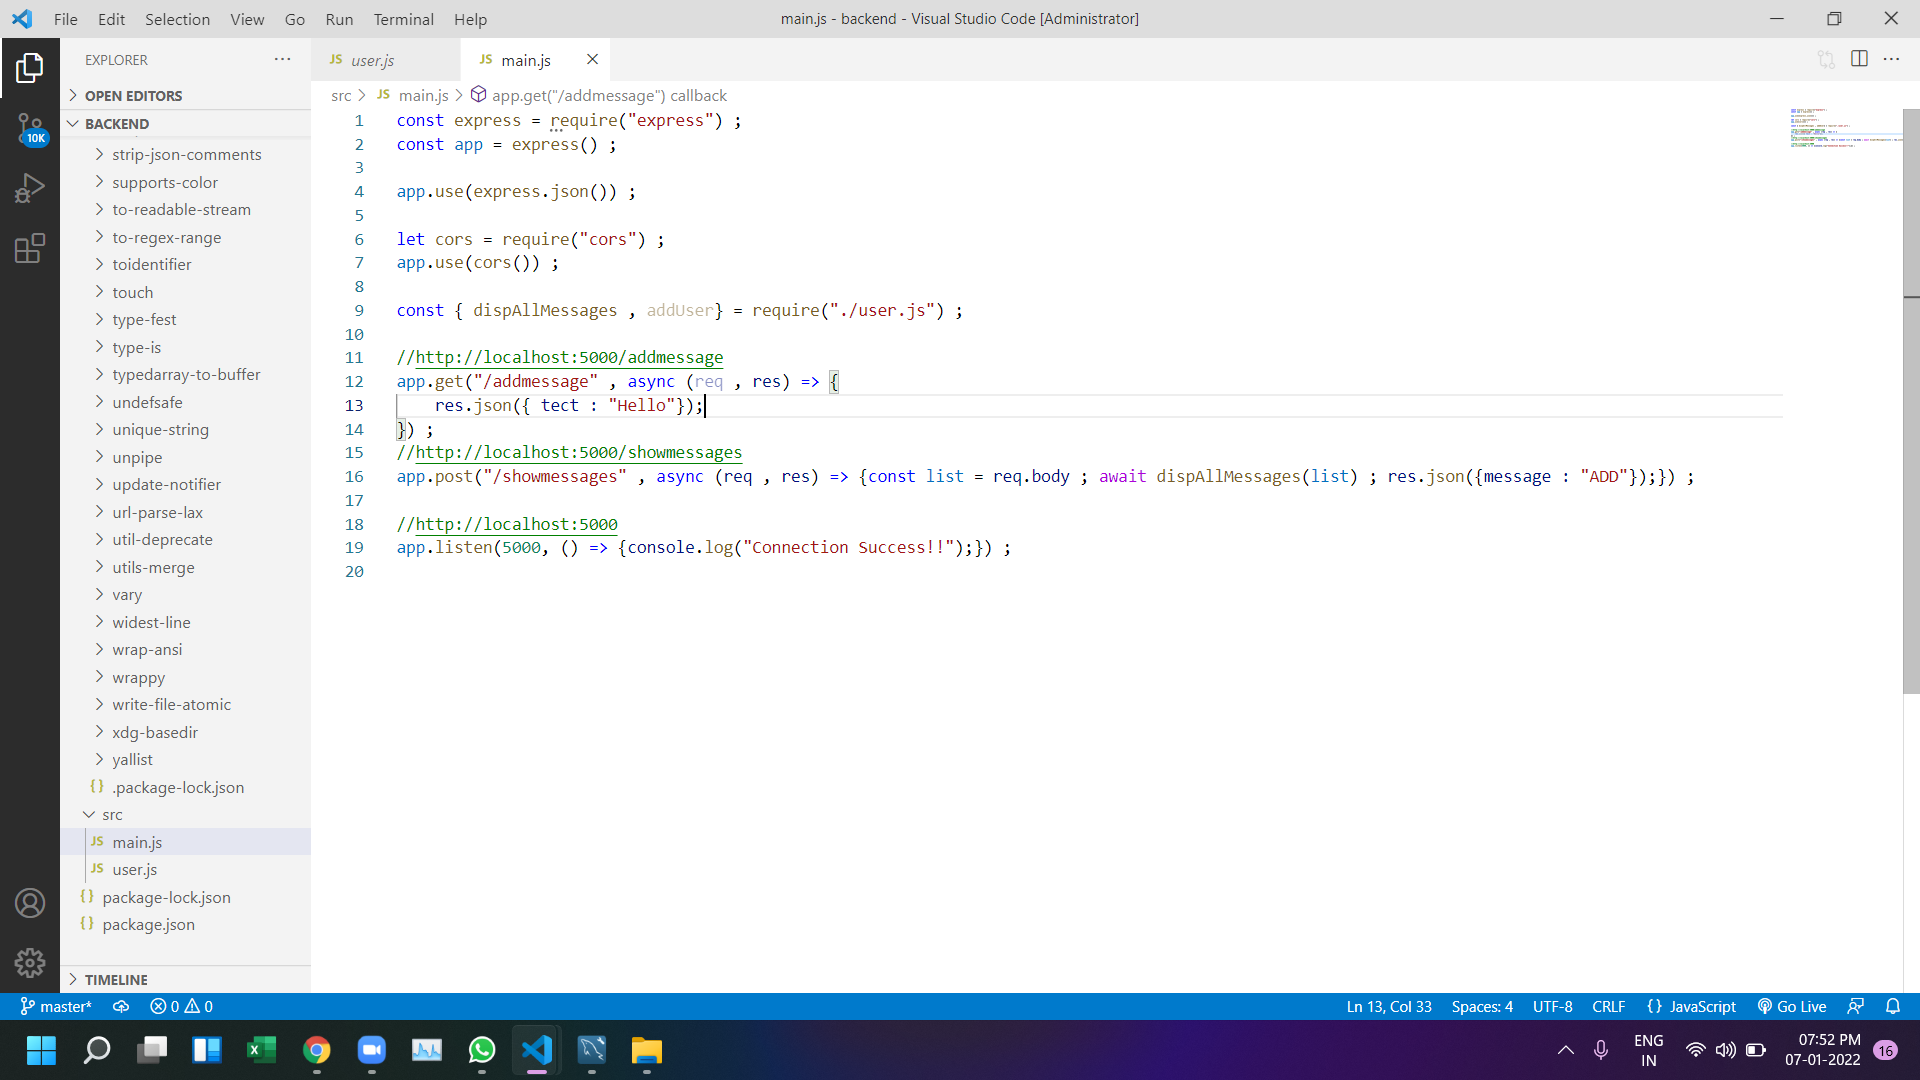 File Edit Selection View Go Run Terminal Help
main.js - backend - Visual Studio Code [Administrator]
EXPLORER
OPEN EDITORS
BACKEND
strip-json-comments
supports-color
to-readable-stream
to-regex-range
toidentifier
touch
type-fest
type-is
typedarray-to-buffer
undefsafe
unique-string
unpipe
update-notifier
url-parse-lax
util-deprecate
utils-merge
vary
widest-line
wrap-ansi
wrappy
write-file-atomic
xdg-basedir
yallist
{} .package-lock.json
src
JS main.js
JS user.js
{} package-lock.json
{} package.json
TIMELINE
10K
JS user.js JS main.js
src > JS main.js > app.get("/addmessage") callback
1 const express = require("express") ;
2 const app = express() ;
3
4 app.use(express.json()) ;
5
6 let cors = require("cors") ;
7 app.use(cors()) ;
8
9 const { dispAllMessages , addUser} = require("./user.js") ;
10
11 //http://localhost:5000/addmessage
12 app.get("/addmessage" , async (req , res) => {
13 res.json({ tect : "Hello"});
14 }) ;
15 //http://localhost:5000/showmessages
16 app.post("/showmessages" , async (req , res) => {const list = req.body ; await dispAllMessages(list) ; res.json({message : "ADD"});}) ;
17
18 //http://localhost:5000
19 app.listen(5000, () => {console.log("Connection Success!!");}) ;
20
master* 0 0 Ln 13, Col 33 Spaces: 4 UTF-8 CRLF {} JavaScript Go Live
ENG
IN
07:52 PM
07-01-2022
16